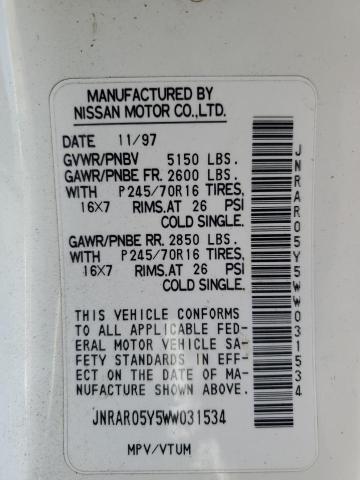 MANUFACTURED BY
NISSAN MOTOR CO.,LTD.
DATE 11/97
GVWR/PNBV 5150 LBS.
GAWR/PNBE FR. 2600 LBS.
WITH P245/70R16 TIRES,
16X7 RIMS.AT 26 PSI
COLD SINGLE.
GAWR/PNBE RR. 2850 LBS.
WITH P245/70R16 TIRES,
16X7 RIMS.AT 26 PSI
COLD SINGLE.
THIS VEHICLE CONFORMS
TO ALL APPLICABLE FED-
ERAL MOTOR VEHICLE SA-
FETY STANDARDS IN EFF-
ECT ON THE DATE OF MA-
NUFACTURE SHOWN ABOVE.
JNRAR05Y5WW031534
MPV/VTUM
JNRAR05Y5WW031534